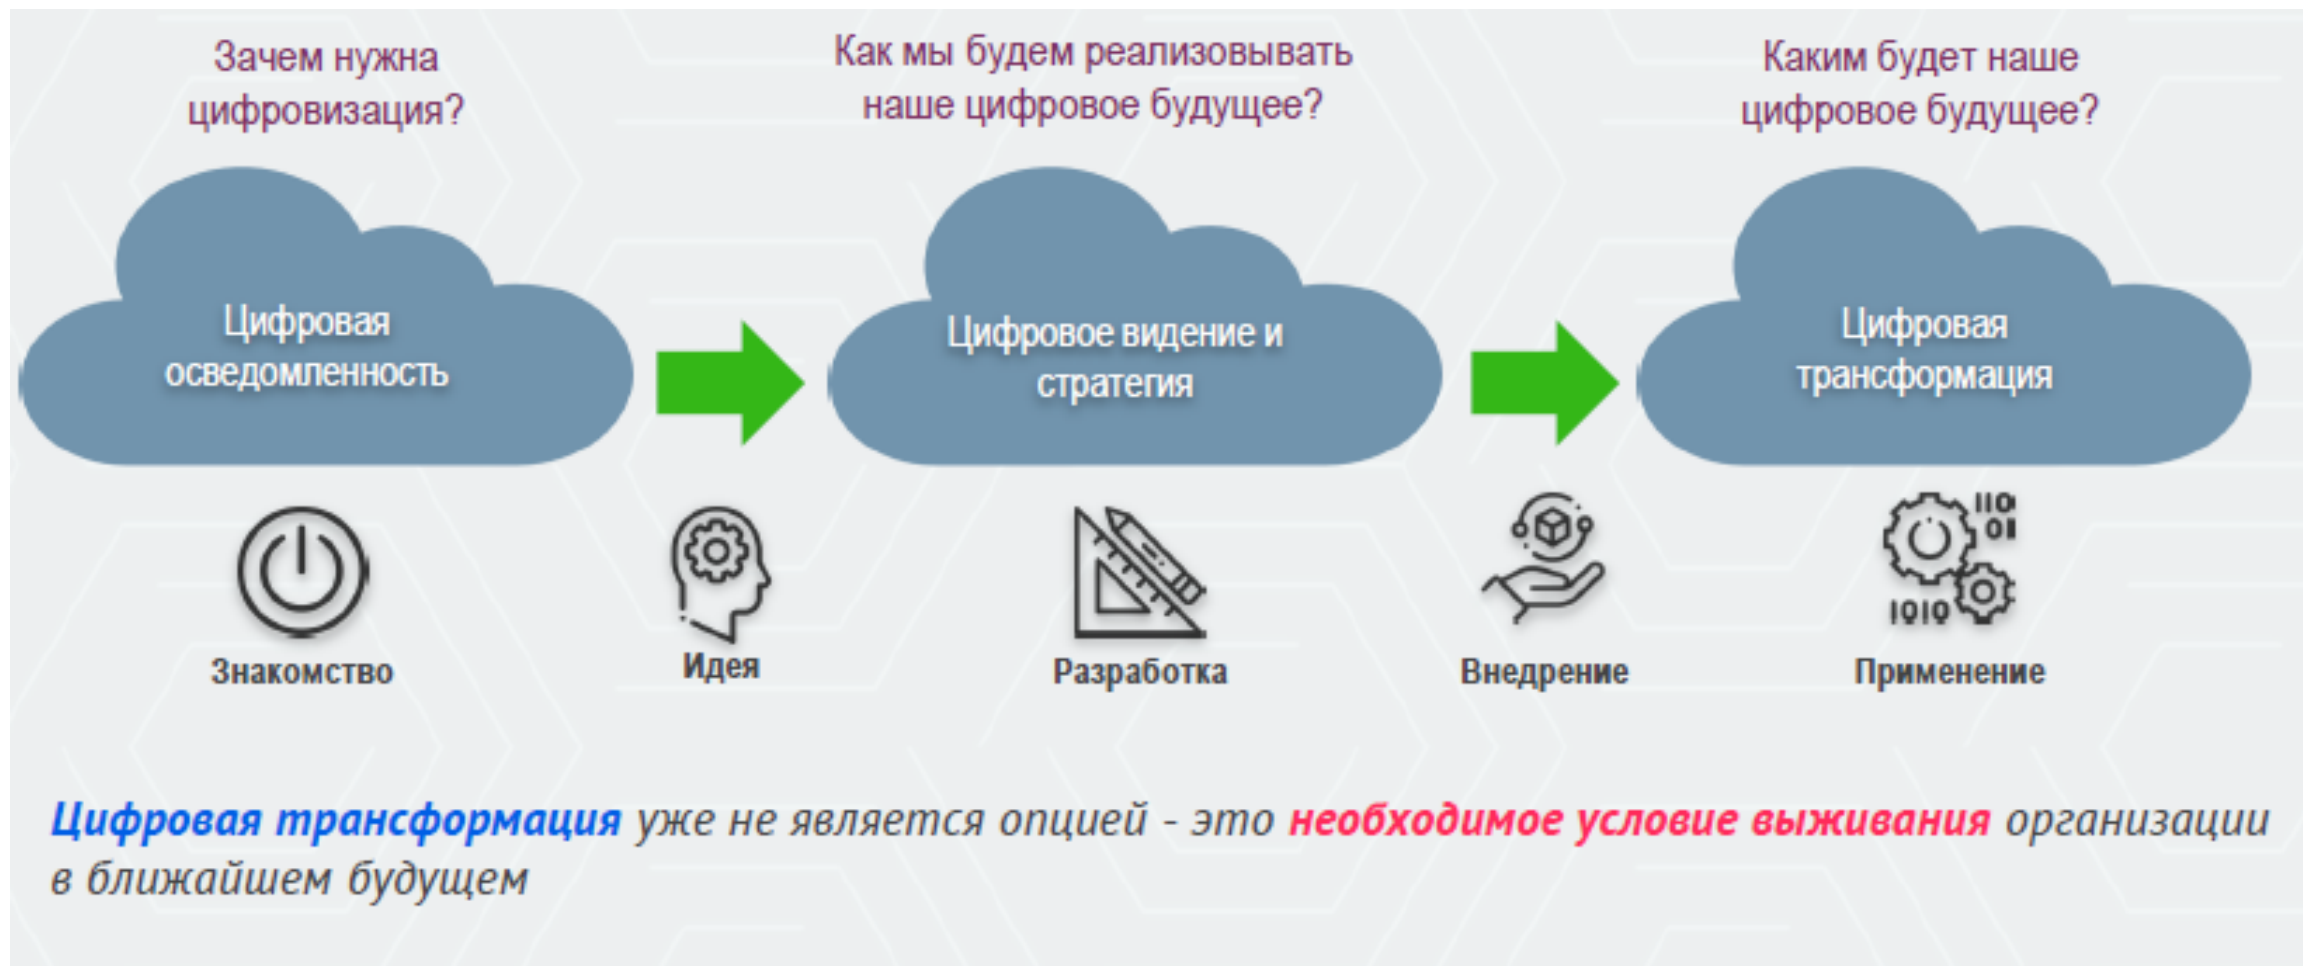 Зачем нужна
цифровизация?
Как мы будем реализовывать
наше цифровое будущее?
Каким будет наше
цифровое будущее?
Цифровая
осведомленность
Цифровое видение и
стратегия
Цифровая
трансформация
110
01
1010
Знакомство
Идея
Разработка
Внедрение
Применение
Цифровая трансформация уже не является опцией - это необходимое условие выживания организации
в ближайшем будущем